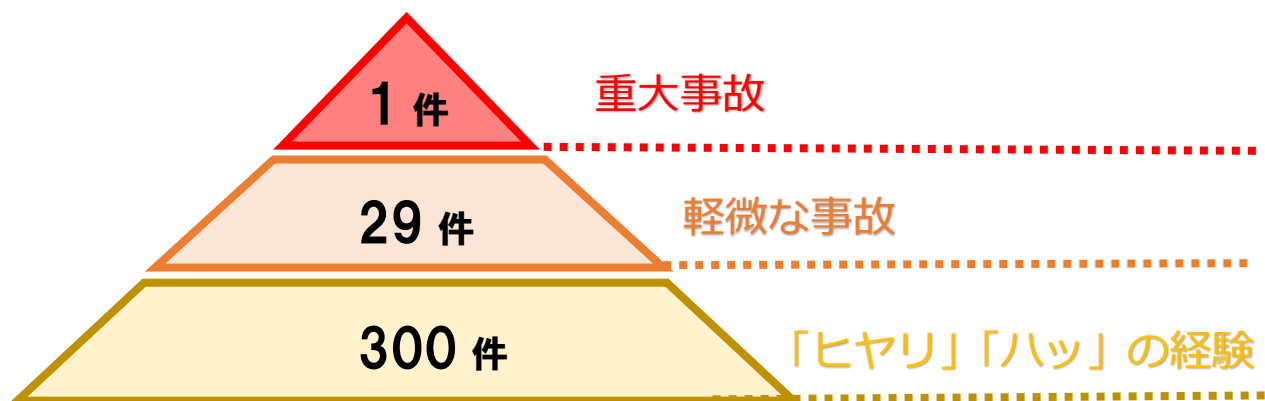 1 件
重大事故
29 件
軽微な事故
300 件
「ヒヤリ」「ハッ」の経験